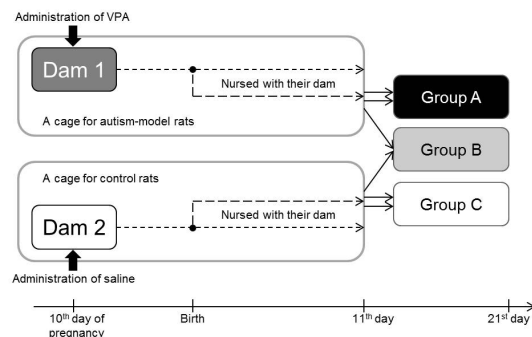 Administration of VPA
Dam 1
Nursed with their dam
A cage for autism-model rats
Group A
Group B
A cage for control rats
Group C
Nursed with their dam
Dam 2
Administration of saline
10th day of
pregnancy
Birth
11th day
21st day